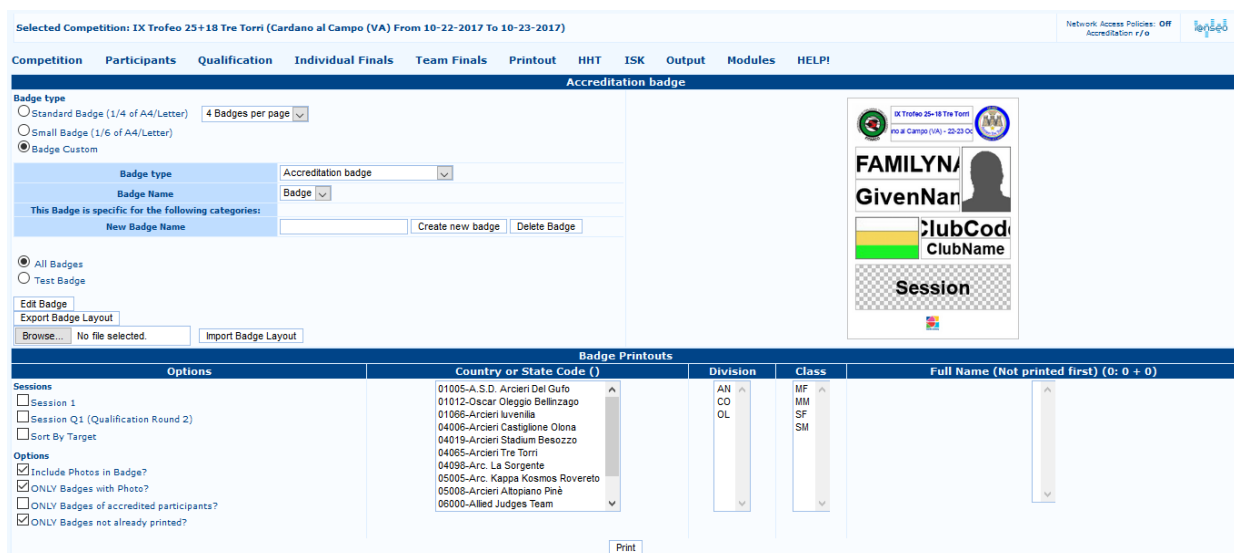 Selected Competition: IX Trofeo 25+18 Tre Torri (Cardano al Campo (VA) From 10-22-2017 To 10-23-2017)
Network Access Policies: Off
Accreditation r/o
ianseo
Competition Participants Qualification Individual Finals Team Finals Printout HHT ISK Output Modules HELP!
Accreditation badge
Badge type
Standard Badge (1/4 of A4/Letter) 4 Badges per page
Small Badge (1/6 of A4/Letter)
Badge Custom
Badge type Accreditation badge
Badge Name Badge
This Badge is specific for the following categories:
New Badge Name Create new badge Delete Badge
All Badges
Test Badge
Edit Badge
Export Badge Layout
Browse... No file selected. Import Badge Layout
IX Trofeo 25+18 Tre Torri
no al Campo (VA) - 22-23 Oc
FAMILYNA
GivenNan
ClubCod
ClubName
Session
Badge Printouts
Options Country or State Code () Division Class Full Name (Not printed first) (0: 0 + 0)
Sessions
Session 1
Session Q1 (Qualification Round 2)
Sort By Target
Options
Include Photos in Badge?
ONLY Badges with Photo?
ONLY Badges of accredited participants?
ONLY Badges not already printed?
01005-A.S.D. Arcieri Del Gufo
01012-Oscar Oleggio Bellinzago
01066-Arcieri Iuvenilia
04006-Arcieri Castiglione Olona
04019-Arcieri Stadium Besozzo
04065-Arcieri Tre Torri
04098-Arc. La Sorgente
05005-Arc. Kappa Kosmos Rovereto
05008-Arcieri Altopiano Pinè
06000-Allied Judges Team
AN
CO
OL
MF
MM
SF
SM
Print